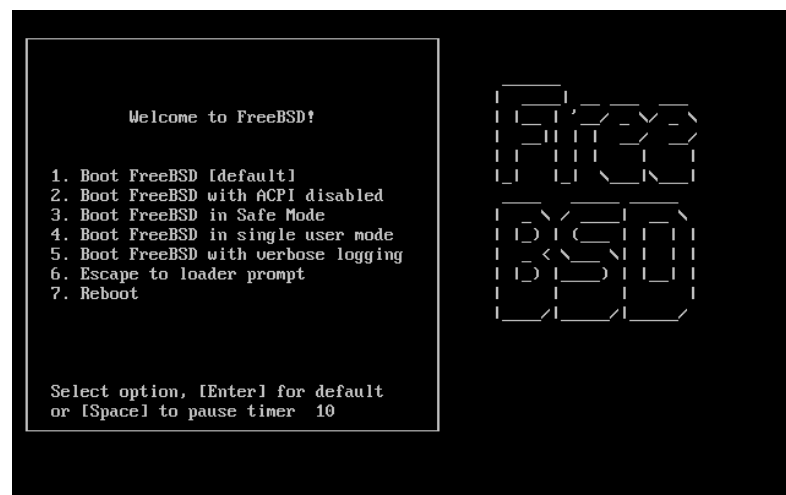 Welcome to FreeBSD!
1. Boot FreeBSD [default]
2. Boot FreeBSD with ACPI disabled
3. Boot FreeBSD in Safe Mode
4. Boot FreeBSD in single user mode
5. Boot FreeBSD with verbose logging
6. Escape to loader prompt
7. Reboot
Select option, [Enter] for default
or [Space] to pause timer  10
Free
BSD